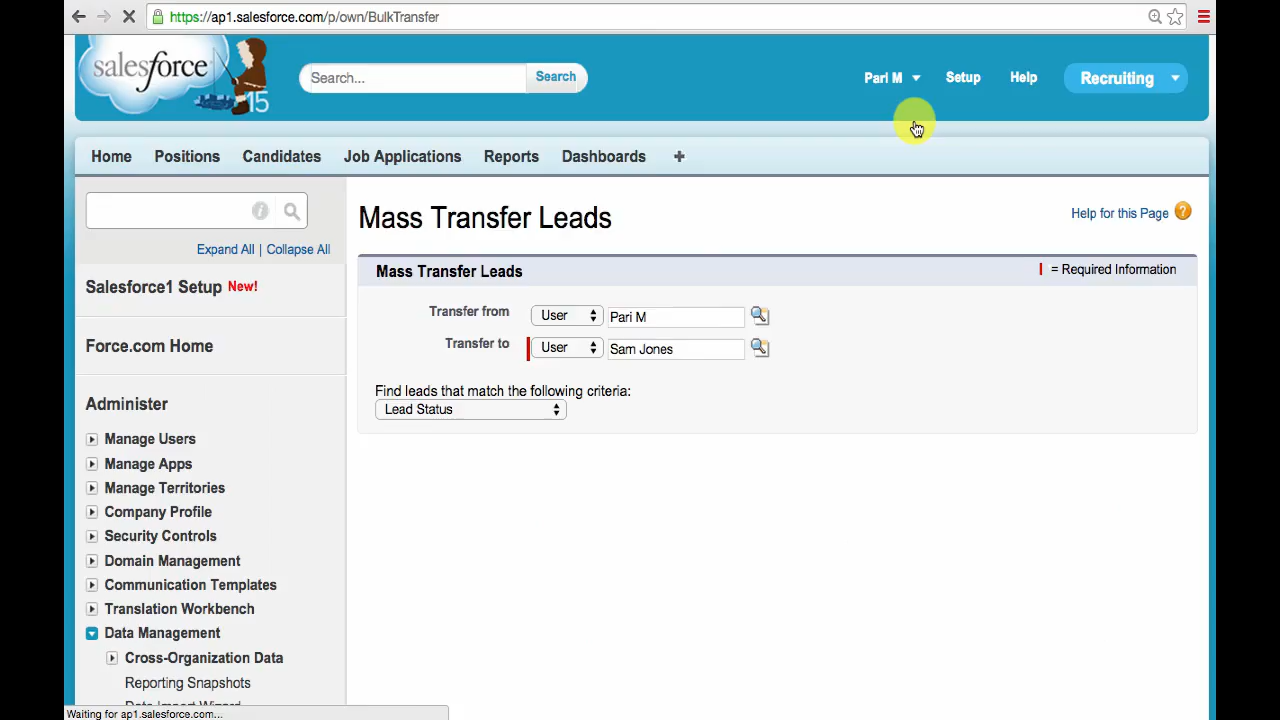 https://ap1.salesforce.com/p/own/BulkTransfer
salesforce
15
Search...
Search
Pari M
Setup
Help
Recruiting
Home
Positions
Candidates
Job Applications
Reports
Dashboards
+
Expand All | Collapse All
Salesforce1 Setup New!
Force.com Home
Administer
Manage Users
Manage Apps
Manage Territories
Company Profile
Security Controls
Domain Management
Communication Templates
Translation Workbench
Data Management
Cross-Organization Data
Reporting Snapshots
Mass Transfer Leads
Help for this Page ?
Mass Transfer Leads
= Required Information
Transfer from User Pari M
Transfer to User Sam Jones
Find leads that match the following criteria:
Lead Status
Waiting for ap1.salesforce.com...